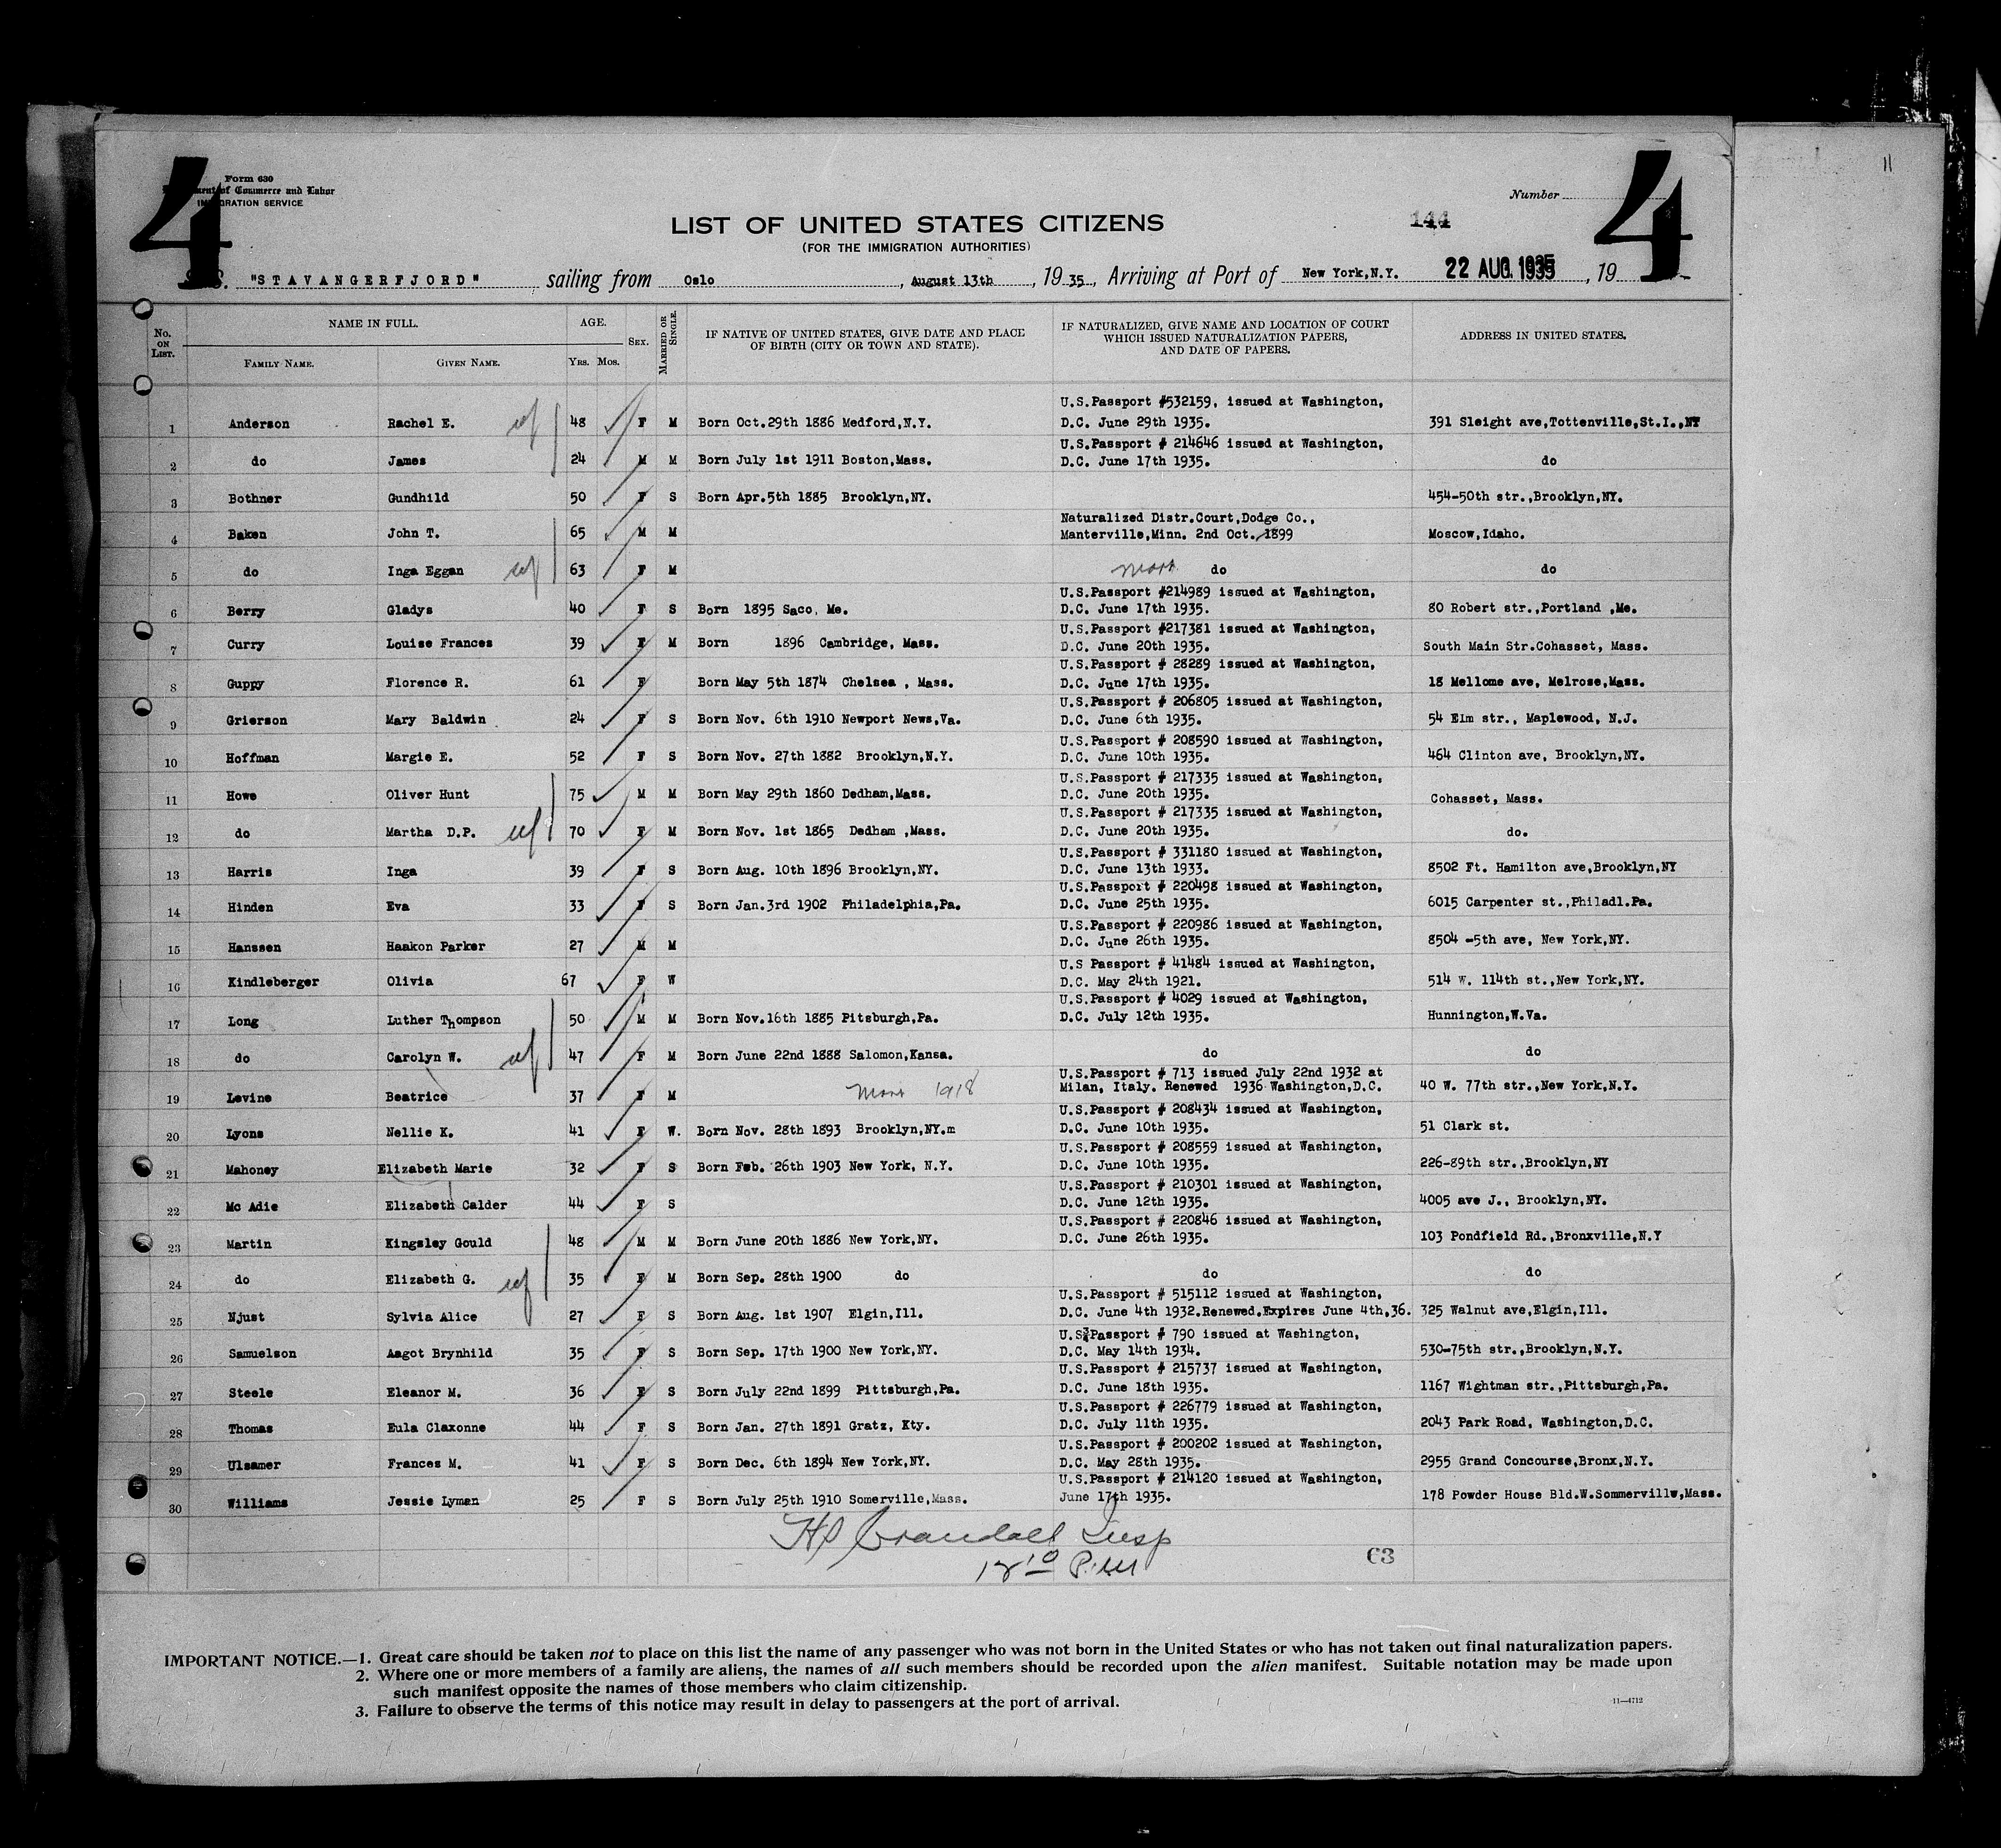 4
4
11
Form 630
Department of Commerce and Labor
IMMIGRATION SERVICE
Number
LIST OF UNITED STATES CITIZENS
144
(FOR THE IMMIGRATION AUTHORITIES)
S.S. "STAVANGERFJORD" sailing from Oslo, August 13th, 1935, Arriving at Port of New York,N.Y. 22 AUG. 1935, 19
No. ON LIST.
NAME IN FULL.
FAMILY NAME. GIVEN NAME.
AGE.
YRS. MOS.
SEX.
MARRIED OR SINGLE.
IF NATIVE OF UNITED STATES, GIVE DATE AND PLACE OF BIRTH (CITY OR TOWN AND STATE).
IF NATURALIZED, GIVE NAME AND LOCATION OF COURT WHICH ISSUED NATURALIZATION PAPERS, AND DATE OF PAPERS.
ADDRESS IN UNITED STATES.
1 Anderson Rachel E. 48 F M Born Oct.29th 1886 Medford,N.Y. U.S.Passport #532159, issued at Washington, D.C. June 29th 1935. 391 Sleight ave,Tottenville,St.I.,NY
2 do James 24 M M Born July 1st 1911 Boston,Mass. U.S.Passport # 214646 issued at Washington, D.C. June 17th 1935. do
3 Bothner Gundhild 50 F S Born Apr.5th 1885 Brooklyn,NY. 454-50th str.,Brooklyn,NY.
4 Baken John T. 65 M M Naturalized Distr.Court,Dodge Co., Manterville,Minn. 2nd Oct. 1899 Moscow,Idaho.
5 do Inga Eggan 63 F M Marr. do do
6 Berry Gladys 40 F S Born 1895 Saco, Me. U.S.Passport #214989 issued at Washington, D.C. June 17th 1935. 80 Robert str.,Portland ,Me.
7 Curry Louise Frances 39 F M Born 1896 Cambridge, Mass. U.S.Passport #217381 issued at Washington, D.C. June 20th 1935. South Main Str.Cohasset, Mass.
8 Guppy Florence R. 61 F Born May 5th 1874 Chelsea , Mass. U.S.Passport # 28289 issued at Washington, D.C. June 17th 1935. 18 Mellome ave, Melrose,Mass.
9 Grierson Mary Baldwin 24 F S Born Nov. 6th 1910 Newport News,Va. U.S.Passport # 206805 issued at Washington, D.C. June 6th 1935. 54 Elm str., Maplewood, N.J.
10 Hoffman Margie E. 52 F S Born Nov. 27th 1882 Brooklyn,N.Y. U.S.Passport # 208590 issued at Washington, D.C. June 10th 1935. 464 Clinton ave, Brooklyn,NY.
11 Howe Oliver Hunt 75 M M Born May 29th 1860 Dedham,Mass. U.S.Passport # 217335 issued at Washington, D.C. June 20th 1935. Cohasset, Mass.
12 do Martha D.P. 70 F M Born Nov. 1st 1865 Dedham ,Mass. U.S.Passport # 217335 issued at Washington, D.C. June 20th 1935. do.
13 Harris Inga 39 F S Born Aug. 10th 1896 Brooklyn,NY. U.S.Passport # 331180 issued at Washington, D.C. June 13th 1933. 8502 Ft. Hamilton ave,Brooklyn,NY
14 Hinden Eva 33 F S Born Jan.3rd 1902 Philadelphia,Pa. U.S.Passport # 220498 issued at Washington, D.C. June 25th 1935. 6015 Carpenter st.,Philadl.Pa.
15 Hanssen Haakon Parker 27 M M U.S.Passport # 220986 issued at Washington, D.C. June 26th 1935. 8504 -5th ave, New York,NY.
16 Kindleberger Olivia 67 F W U.S Passport # 41484 issued at Washington, D.C. May 24th 1921. 514 W. 114th st.,New York,NY.
17 Long Luther Thompson 50 M M Born Nov.16th 1885 Pitsburgh,Pa. U.S.Passport # 4029 issued at Washington, D.C. July 12th 1935. Hunnington,W.Va.
18 do Carolyn W. 47 F M Born June 22nd 1888 Salomon,Kansa. do do
19 Levine Beatrice 37 F M Marr 1918 U.S.Passport # 713 issued July 22nd 1932 at Milan, Italy. Renewed 1936 Washington,D.C. 40 W. 77th str.,New York,N.Y.
20 Lyons Nellie K. 41 F W. Born Nov. 28th 1893 Brooklyn,NY.m U.S.Passport # 208434 issued at Washington, D.C. June 10th 1935. 51 Clark st.
21 Mahoney Elizabeth Marie 32 F S Born Feb. 26th 1903 New York, N.Y. U.S.Passport # 208559 issued at Washington, D.C. June 10th 1935. 226-89th str.,Brooklyn,NY
22 Mc Adie Elizabeth Calder 44 F S U.S.Passport # 210301 issued at Washington, D.C. June 12th 1935. 4005 ave J., Brooklyn,NY.
23 Martin Kingsley Gould 48 M M Born June 20th 1886 New York,NY. U.S.Passport # 220846 issued at Washington, D.C. June 26th 1935. 103 Pondfield Rd.,Bronxville,N.Y
24 do Elizabeth G. 35 F M Born Sep. 28th 1900 do do do
25 Njust Sylvia Alice 27 F S Born Aug. 1st 1907 Elgin,Ill. U.S.Passport # 515112 issued at Washington, D.C. June 4th 1932.Renewed.Expires June 4th,36. 325 Walnut ave,Elgin,Ill.
26 Samuelson Aagot Brynhild 35 F S Born Sep. 17th 1900 New York,NY. U.S.Passport # 790 issued at Washington, D.C. May 14th 1934. 530-75th str.,Brooklyn,N.Y.
27 Steele Eleanor M. 36 F S Born July 22nd 1899 Pittsburgh,Pa. U.S.Passport # 215737 issued at Washington, D.C. June 18th 1935. 1167 Wightman str.,Pittsburgh,Pa.
28 Thomas Eula Claxonne 44 F S Born Jan. 27th 1891 Gratz, Kty. U.S.Passport # 226779 issued at Washington, D.C. July 11th 1935. 2043 Park Road, Washington,D.C.
29 Ulsamer Frances M. 41 F S Born Dec. 6th 1894 New York,NY. U.S.Passport # 200202 issued at Washington, D.C. May 28th 1935. 2955 Grand Concourse,Bronx,N.Y.
30 Williams Jessie Lyman 25 F S Born July 25th 1910 Somerville,Mass. U.S.Passport # 214120 issued at Washington, June 17th 1935. 178 Powder House Bld.W.Sommervillw,Mass.
Crandall Insp
12 10 P.M
63
IMPORTANT NOTICE.—1. Great care should be taken not to place on this list the name of any passenger who was not born in the United States or who has not taken out final naturalization papers.
2. Where one or more members of a family are aliens, the names of all such members should be recorded upon the alien manifest. Suitable notation may be made upon
such manifest opposite the names of those members who claim citizenship.
3. Failure to observe the terms of this notice may result in delay to passengers at the port of arrival.
11—4712